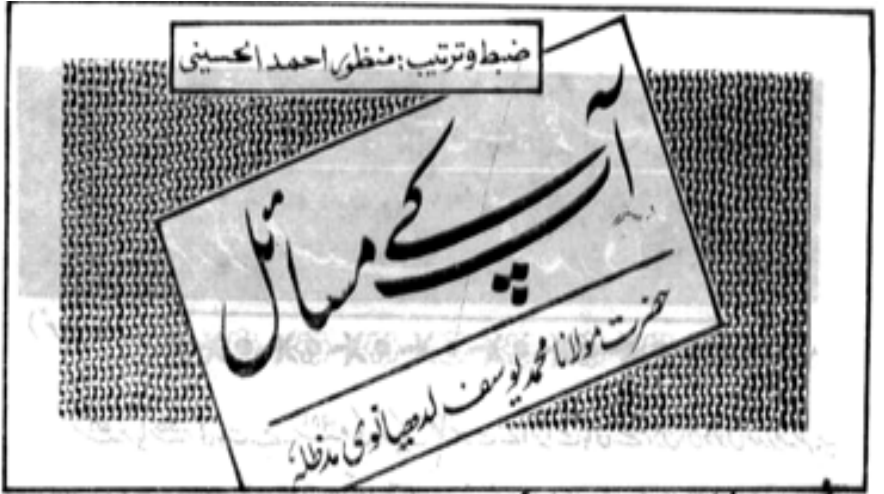 ضبط و ترتیب: منظور احمد الحسینی
آپ کے مسائل
حضرت مولانا محمد یوسف لدھیانوی مدظلہ،